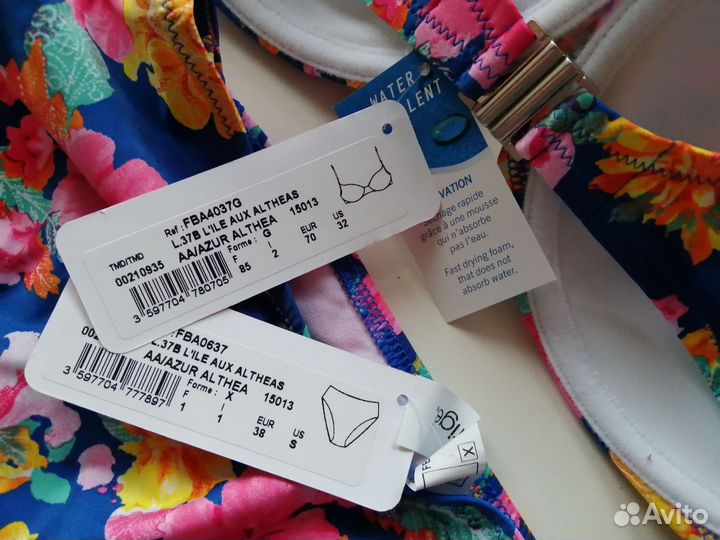 Ref :FBA4037G
L.37B L'ILE AUX ALTHEAS
AA/AZUR ALTHEA 15013
TMD/TMD
00210935
Forme : G
F I EUR US
85 2 70 32
3 597704 780705
:FBA0637
L.37B L'ILE AUX ALTHEAS
AA/AZUR ALTHEA 15013
Forme : X
F I EUR US
1 1 38 S
3 597704 777897
WATER
VATION
Séchage rapide
grâce à une mousse
qui n'absorbe
pas l'eau.
Fast drying foam,
that does not
absorb water.
X
Avito